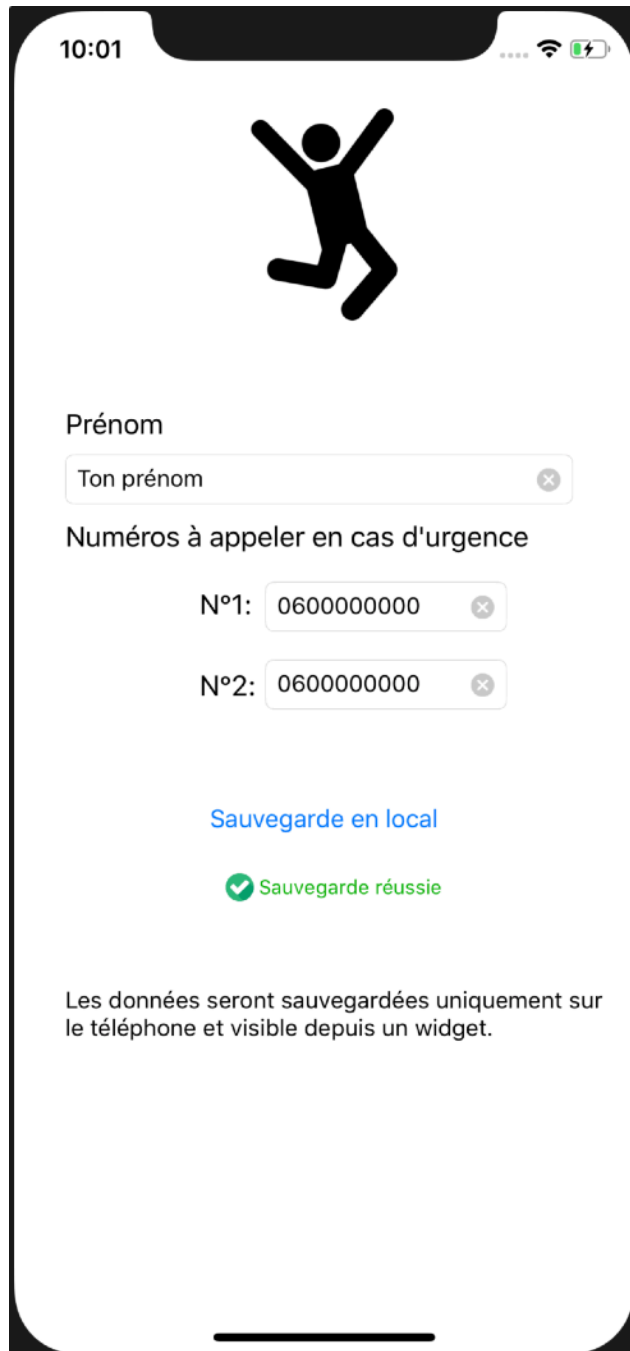 10:01
Prénom
Ton prénom
Numéros à appeler en cas d'urgence
N°1: 0600000000
N°2: 0600000000
Sauvegarde en local
Sauvegarde réussie
Les données seront sauvegardées uniquement sur
le téléphone et visible depuis un widget.